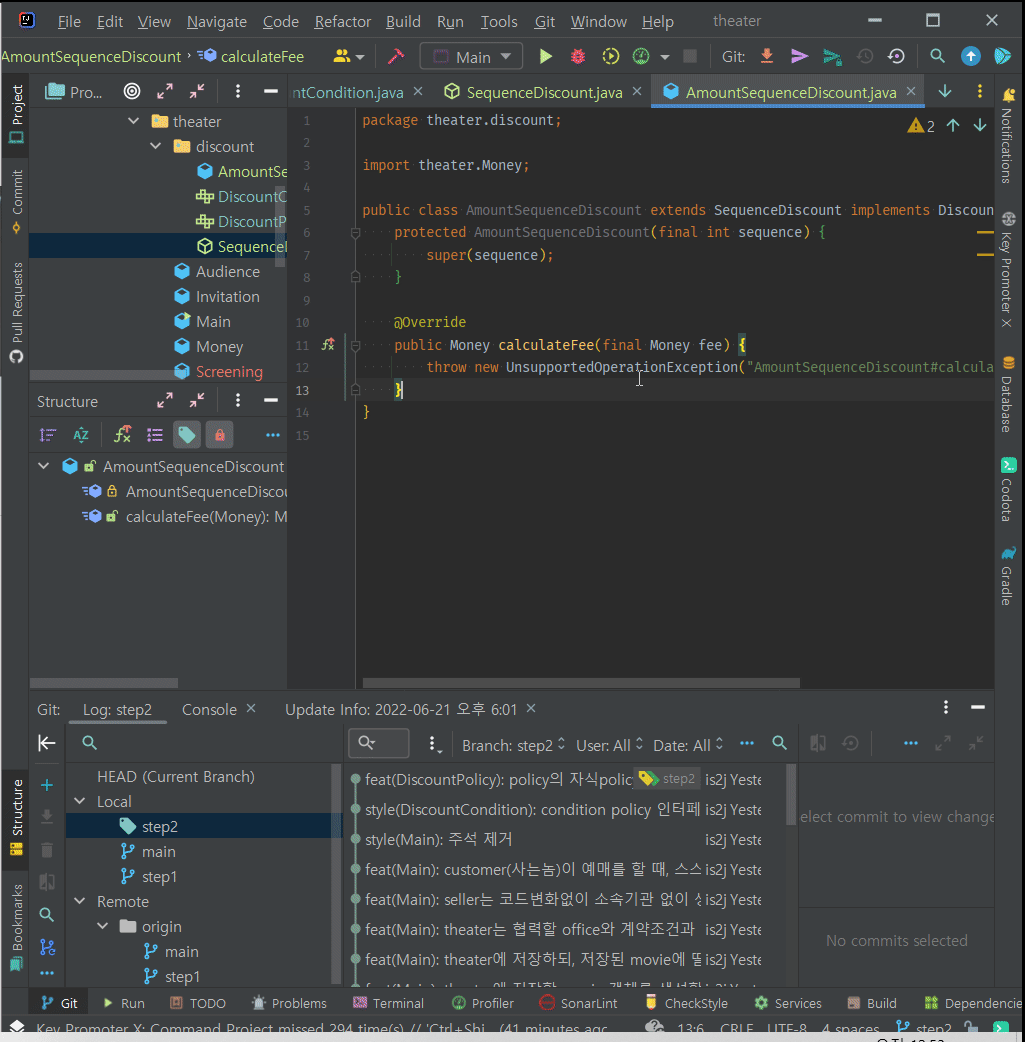 File Edit View Navigate Code Refactor Build Run Tools Git Window Help theater
AmountSequenceDiscount calculateFee Main Git:
Pro... ntCondition.java SequenceDiscount.java AmountSequenceDiscount.java
Project
Commit
Pull Requests
Structure
Bookmarks
theater
discount
AmountSe
DiscountC
DiscountP
Sequence
Audience
Invitation
Main
Money
Screening
Structure
AmountSequenceDiscount
AmountSequenceDiscou
calculateFee(Money): M
1 package theater.discount;
2
3 import theater.Money;
4
5 public class AmountSequenceDiscount extends SequenceDiscount implements Discoun
6 protected AmountSequenceDiscount(final int sequence) {
7 super(sequence);
8 }
9
10 @Override
11 public Money calculateFee(final Money fee) {
12 throw new UnsupportedOperationException("AmountSequenceDiscount#calcula
13 }
14 }
15
2
Notifications
Key Promoter X
Database
Codota
Gradle
Git: Log: step2 Console Update Info: 2022-06-21 오후 6:01
Branch: step2 User: All Date: All
HEAD (Current Branch)
Local
step2
main
step1
Remote
origin
main
step1
feat(DiscountPolicy): policy의 자식polic step2 is2j Yeste
style(DiscountCondition): condition policy 인터페 is2j Yeste
style(Main): 주석 제거 is2j Yeste
feat(Main): customer(사는놈)이 예매를 할 때, 스스 is2j Yeste
feat(Main): seller는 코드변화없이 소속기관 없이 is2j Yeste
feat(Main): theater는 협력할 office와 계약조건과 is2j Yeste
feat(Main): theater에 저장하되, 저장된 movie에 is2j Yeste
elect commit to view change
No commits selected
Git Run TODO Problems Terminal Profiler SonarLint CheckStyle Services Build Dependencie
Key Promoter X: Command Project missed 294 time(s) // 'Ctrl+Shi... (41 minutes ago 13:6 CRLF UTF-8 4 spaces step2